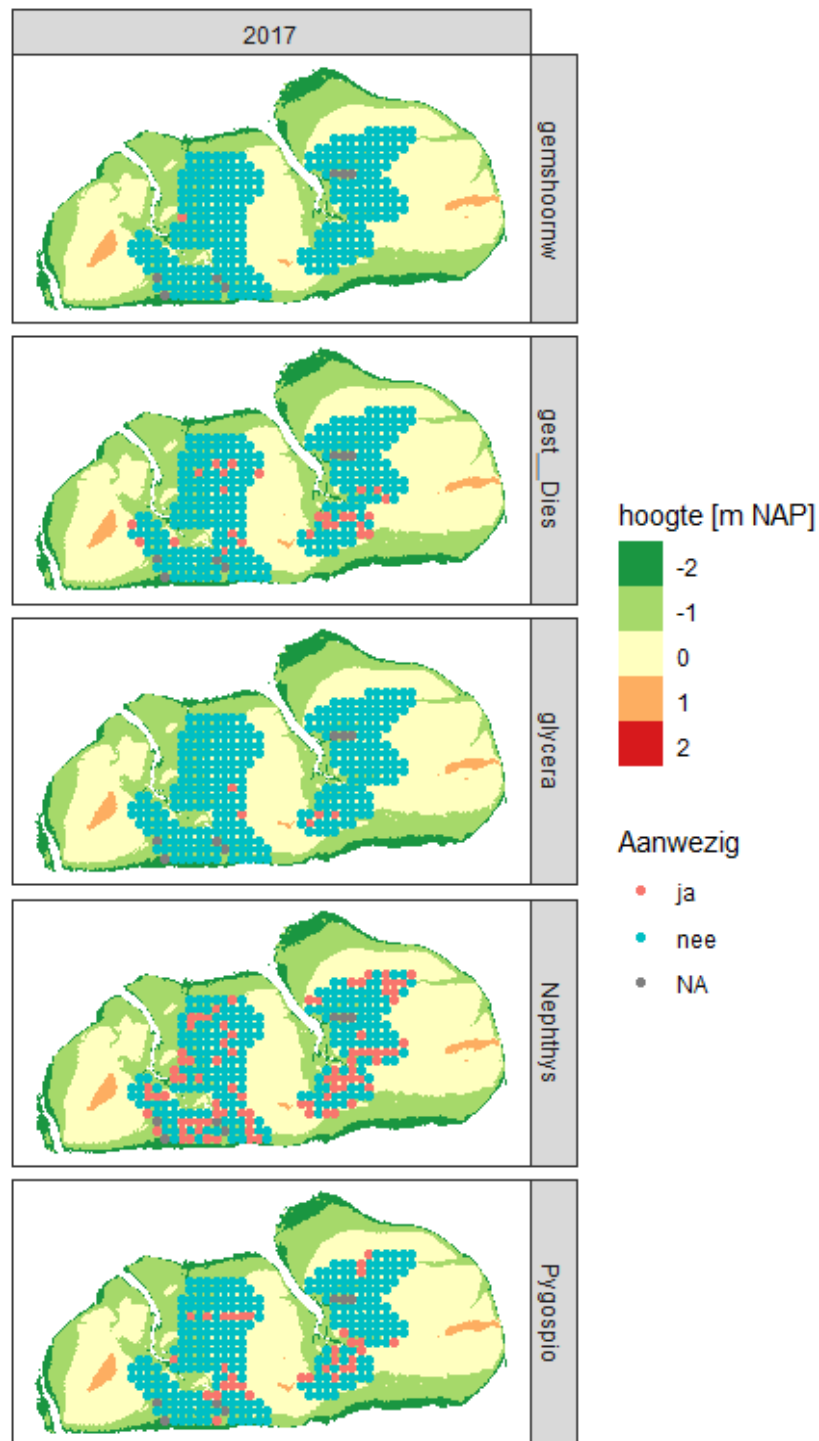 2017
gemshoornw
gest__Dies
glycera
Nephthys
Pygospio
hoogte [m NAP]
-2
-1
0
1
2
Aanwezig
ja
nee
NA